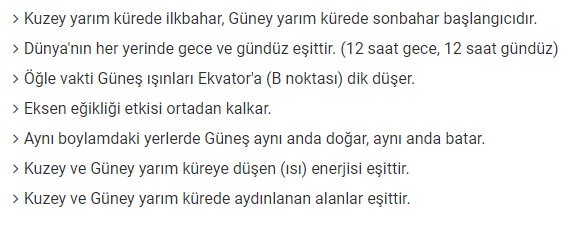 > Kuzey yarım kürede ilkbahar, Güney yarım kürede sonbahar başlangıcıdır.
> Dünya'nın her yerinde gece ve gündüz eşittir. (12 saat gece, 12 saat gündüz)
> Öğle vakti Güneş ışınları Ekvator'a (B noktası) dik düşer.
> Eksen eğikliği etkisi ortadan kalkar.
> Aynı boylamdaki yerlerde Güneş aynı anda doğar, aynı anda batar.
> Kuzey ve Güney yarım küreye düşen (ısı) enerjisi eşittir.
> Kuzey ve Güney yarım kürede aydınlanan alanlar eşittir.